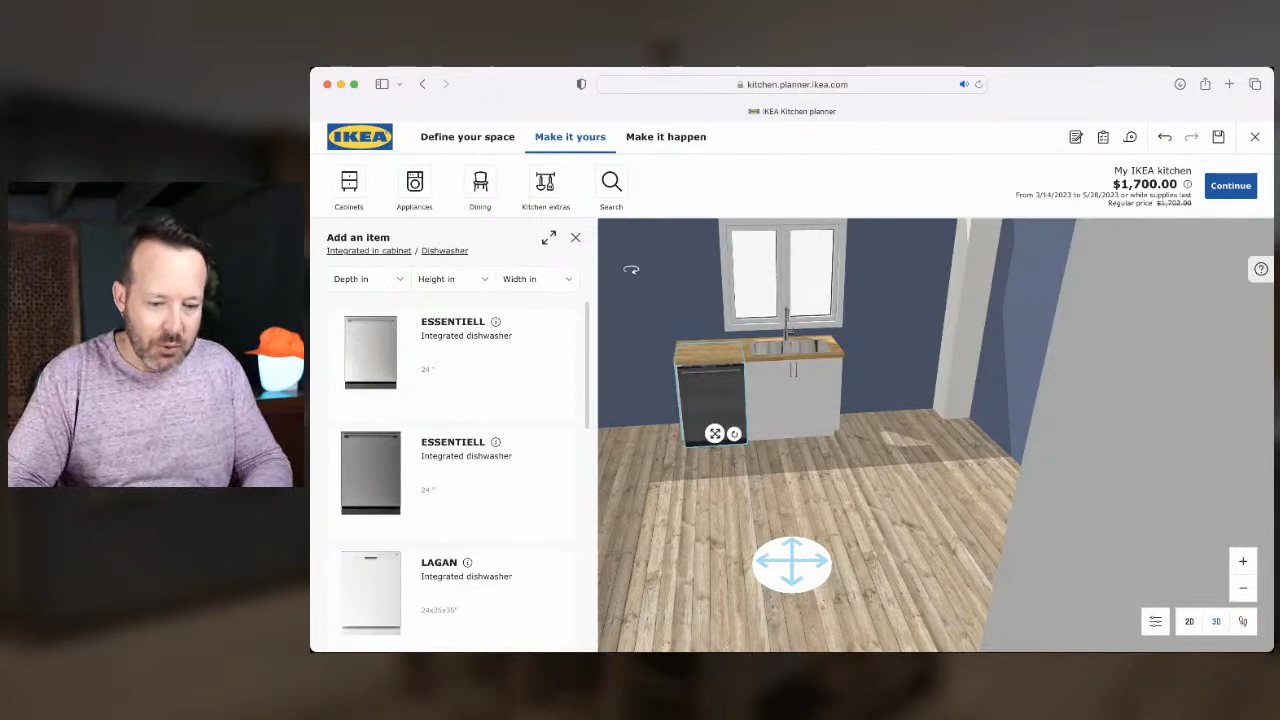 kitchen.planner.ikea.com
IKEA Kitchen planner
IKEA
Define your space
Make it yours
Make it happen
Cabinets
Appliances
Dining
Kitchen extras
Search
My IKEA kitchen
$1,700.00
From 3/14/2023 to 5/28/2023 or while supplies last
Regular price $1,702.00
Continue
Add an item
Integrated in cabinet / Dishwasher
Depth in
Height in
Width in
ESSENTIELL
Integrated dishwasher
24 "
ESSENTIELL
Integrated dishwasher
24 "
LAGAN
Integrated dishwasher
24x25x35"
2D
3D